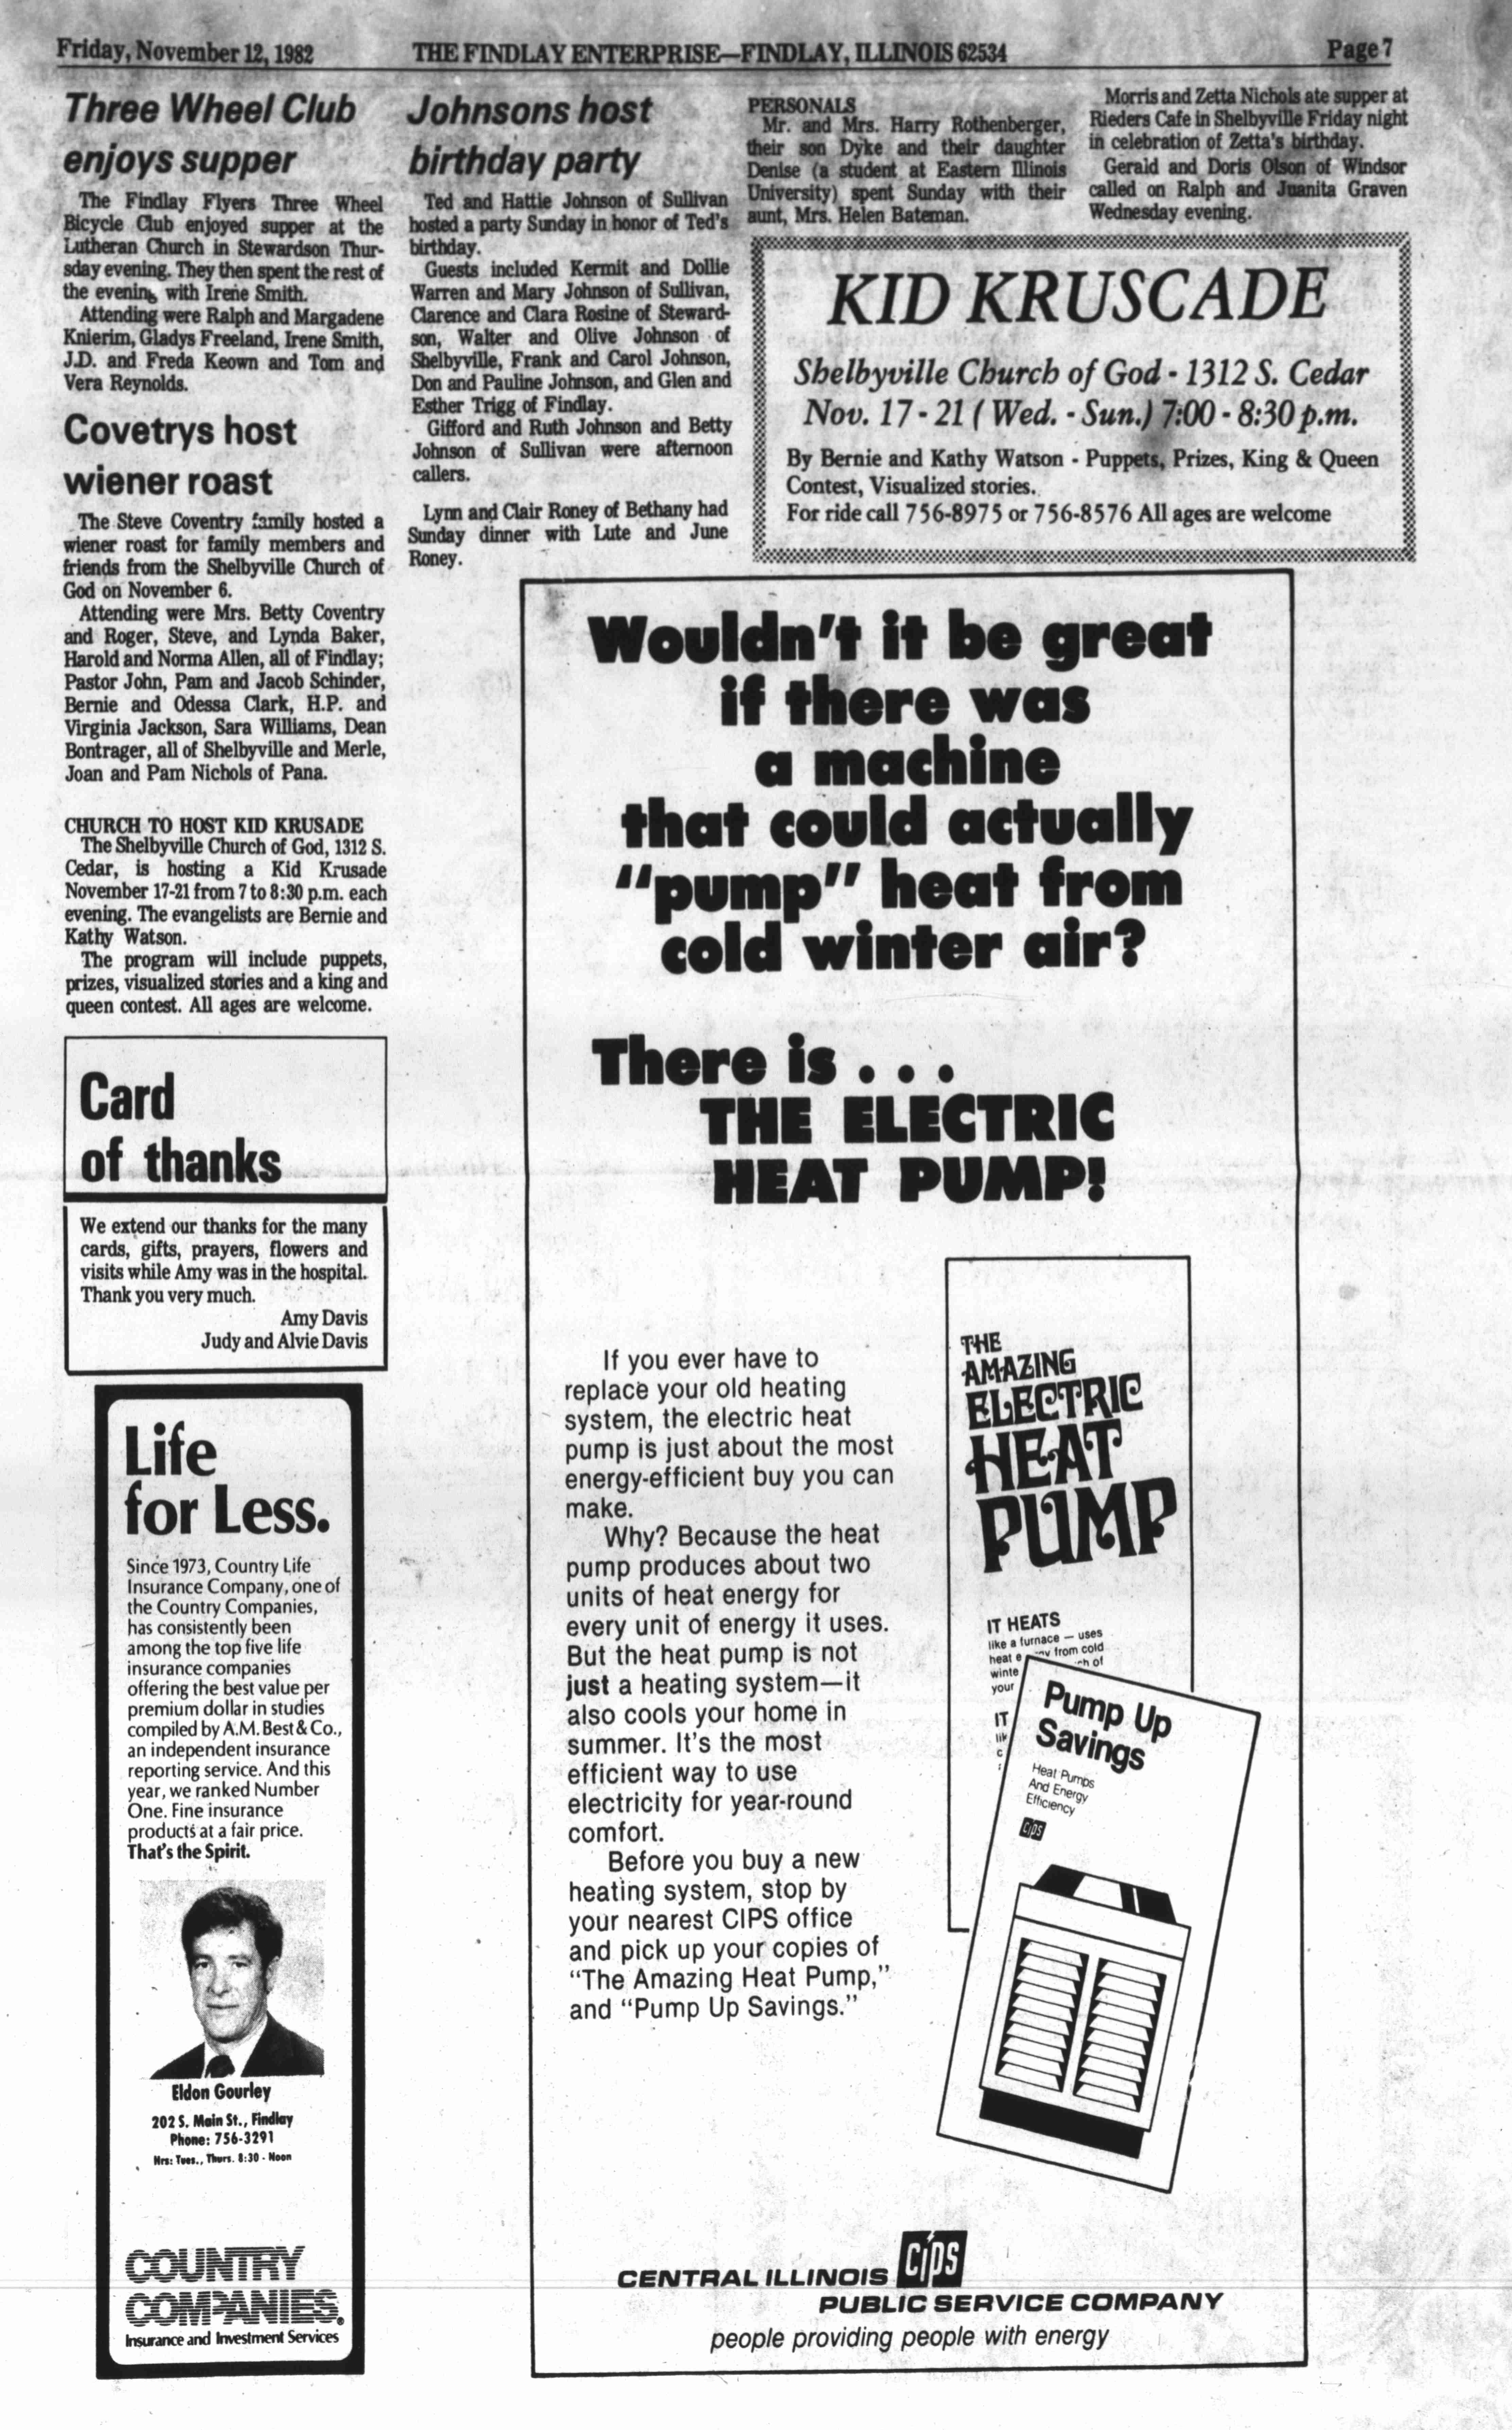 Friday, November 12, 1982
THE FINDLAY ENTERPRISE—FINDLAY, ILLINOIS 62534
Page 7
Three Wheel Club
enjoys supper
The Findlay Flyers Three Wheel
Bicycle Club enjoyed supper at the
Lutheran Church in Stewardson Thur-
sday evening. They then spent the rest of
the evening with Irene Smith.
Attending were Ralph and Margadene
Knierim, Gladys Freeland, Irene Smith,
J.D. and Freda Keown and Tom and
Vera Reynolds.
Covetrys host
wiener roast
The Steve Coventry family hosted a
wiener roast for family members and
friends from the Shelbyville Church of
God on November 6.
Attending were Mrs. Betty Coventry
and Roger, Steve, and Lynda Baker,
Harold and Norma Allen, all of Findlay;
Pastor John, Pam and Jacob Schinder,
Bernie and Odessa Clark, H.P. and
Virginia Jackson, Sara Williams, Dean
Bontrager, all of Shelbyville and Merle,
Joan and Pam Nichols of Pana.
CHURCH TO HOST KID KRUSADE
The Shelbyville Church of God, 1312 S.
Cedar, is hosting a Kid Krusade
November 17-21 from 7 to 8:30 p.m. each
evening. The evangelists are Bernie and
Kathy Watson.
The program will include puppets,
prizes, visualized stories and a king and
queen contest. All ages are welcome.
Card
of thanks
We extend our thanks for the many
cards, gifts, prayers, flowers and
visits while Amy was in the hospital.
Thank you very much.
Amy Davis
Judy and Alvie Davis
Life
for Less.
Since 1973, Country Life
Insurance Company, one of
the Country Companies,
has consistently been
among the top five life
insurance companies
offering the best value per
premium dollar in studies
compiled by A.M. Best & Co.,
an independent insurance
reporting service. And this
year, we ranked Number
One. Fine insurance
products at a fair price.
That's the Spirit.
Eldon Gourley
202 S. Main St., Findlay
Phone: 756-3291
Hrs: Tues., Thurs. 8:30 - Noon
COUNTRY
COMPANIES®
Insurance and Investment Services
Johnsons host
birthday party
Ted and Hattie Johnson of Sullivan
hosted a party Sunday in honor of Ted's
birthday.
Guests included Kermit and Dollie
Warren and Mary Johnson of Sullivan,
Clarence and Clara Rosine of Steward-
son, Walter and Olive Johnson of
Shelbyville, Frank and Carol Johnson,
Don and Pauline Johnson, and Glen and
Esther Trigg of Findlay.
Gifford and Ruth Johnson and Betty
Johnson of Sullivan were afternoon
callers.
Lynn and Clair Roney of Bethany had
Sunday dinner with Lute and June
Roney.
PERSONALS
Mr. and Mrs. Harry Rothenberger,
their son Dyke and their daughter
Denise (a student at Eastern Illinois
University) spent Sunday with their
aunt, Mrs. Helen Bateman.
Morris and Zetta Nichols ate supper at
Rieders Cafe in Shelbyville Friday night
in celebration of Zetta's birthday.
Gerald and Doris Olson of Windsor
called on Ralph and Juanita Graven
Wednesday evening.
KID KRUSCADE
Shelbyville Church of God - 1312 S. Cedar
Nov. 17 - 21 ( Wed. - Sun.) 7:00 - 8:30 p.m.
By Bernie and Kathy Watson - Puppets, Prizes, King & Queen
Contest, Visualized stories.
For ride call 756-8975 or 756-8576 All ages are welcome
Wouldn't it be great
if there was
a machine
that could actually
"pump" heat from
cold winter air?
There is . . .
THE ELECTRIC
HEAT PUMP!
If you ever have to
replace your old heating
system, the electric heat
pump is just about the most
energy-efficient buy you can
make.
Why? Because the heat
pump produces about two
units of heat energy for
every unit of energy it uses.
But the heat pump is not
just a heating system—it
also cools your home in
summer. It's the most
efficient way to use
electricity for year-round
comfort.
Before you buy a new
heating system, stop by
your nearest CIPS office
and pick up your copies of
"The Amazing Heat Pump,"
and "Pump Up Savings."
THE
AMAZING
ELECTRIC
HEAT
PUMP
IT HEATS
like a furnace — uses
heat e from cold
winte of
your
IT
Pump Up
Savings
Heat Pumps
And Energy
Efficiency
CIPS
CENTRAL ILLINOIS CIPS
PUBLIC SERVICE COMPANY
people providing people with energy